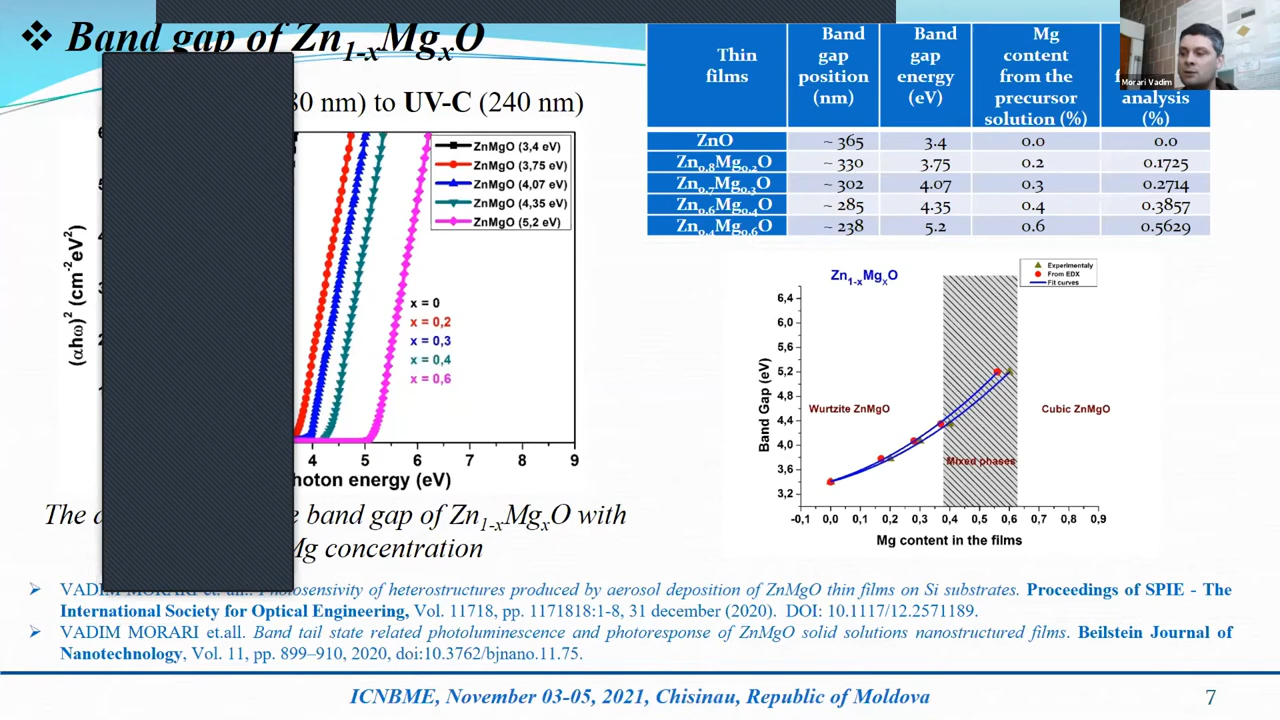 ❖ Band gap of Zn1-xMgxO
80 nm) to UV-C (240 nm)
ZnMgO (3,4 eV)
ZnMgO (3,75 eV)
ZnMgO (4,07 eV)
ZnMgO (4,35 eV)
ZnMgO (5,2 eV)
x = 0
x = 0,2
x = 0,3
x = 0,4
x = 0,6
(αhω)² (cm⁻²eV²)
4 5 6 7 8 9
hoton energy (eV)
The band gap of Zn1-xMgxO with
Mg concentration
Thin films Band gap position (nm) Band gap energy (eV) Mg content from the precursor solution (%) analysis (%)
ZnO ~ 365 3.4 0.0 0.0
Zn0.8Mg0.2O ~ 330 3.75 0.2 0.1725
Zn0.7Mg0.3O ~ 302 4.07 0.3 0.2714
Zn0.6Mg0.4O ~ 285 4.35 0.4 0.3857
Zn0.4Mg0.6O ~ 238 5.2 0.6 0.5629
Morari Vadim
Zn1-xMgxO
Experimentaly
From EDX
Fit curves
Band Gap (eV)
6,4
6,0
5,6
5,2
4,8
4,4
4,0
3,6
3,2
Wurtzite ZnMgO
Mixed phases
Cubic ZnMgO
-0,1 0,0 0,1 0,2 0,3 0,4 0,5 0,6 0,7 0,8 0,9
Mg content in the films
➢ VADIM MORARI et. all.. Photosensivity of heterostructures produced by aerosol deposition of ZnMgO thin films on Si substrates. Proceedings of SPIE - The
International Society for Optical Engineering, Vol. 11718, pp. 1171818:1-8, 31 december (2020). DOI: 10.1117/12.2571189.
➢ VADIM MORARI et.all. Band tail state related photoluminescence and photoresponse of ZnMgO solid solutions nanostructured films. Beilstein Journal of
Nanotechnology, Vol. 11, pp. 899–910, 2020, doi:10.3762/bjnano.11.75.
ICNBME, November 03-05, 2021, Chisinau, Republic of Moldova
7